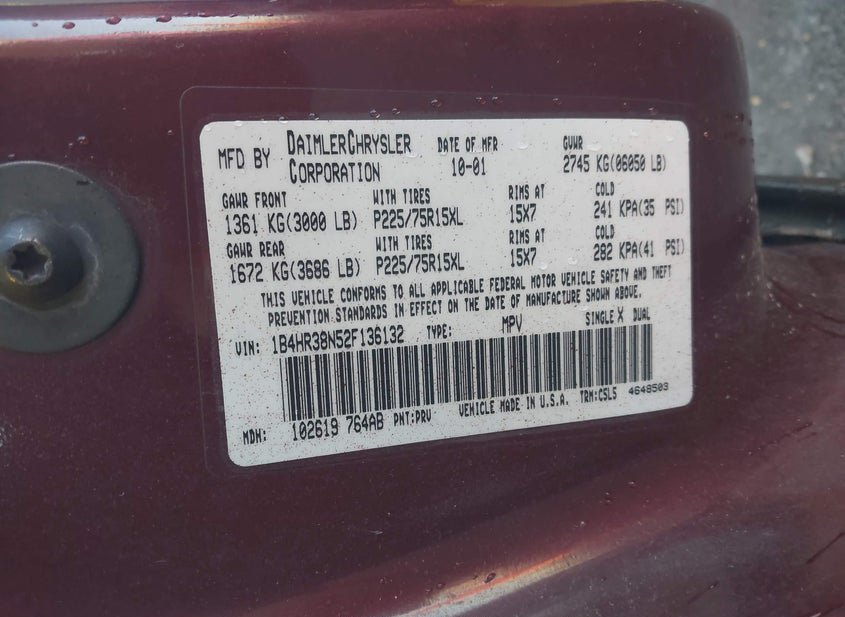 MFD BY DAIMLERCHRYSLER CORPORATION DATE OF MFR 10-01 GVWR 2745 KG(06050 LB)
GAWR FRONT WITH TIRES RIMS AT COLD
1361 KG(3000 LB) P225/75R15XL 15X7 241 KPA(35 PSI)
GAWR REAR WITH TIRES RIMS AT COLD
1672 KG(3686 LB) P225/75R15XL 15X7 282 KPA(41 PSI)
THIS VEHICLE CONFORMS TO ALL APPLICABLE FEDERAL MOTOR VEHICLE SAFETY AND THEFT
PREVENTION STANDARDS IN EFFECT ON THE DATE OF MANUFACTURE SHOWN ABOVE.
VIN: 1B4HR38N52F136132 TYPE: MPV SINGLE X DUAL
MDH: 102619 764AB PNT:PRV VEHICLE MADE IN U.S.A. TRM:C5L5 4648503